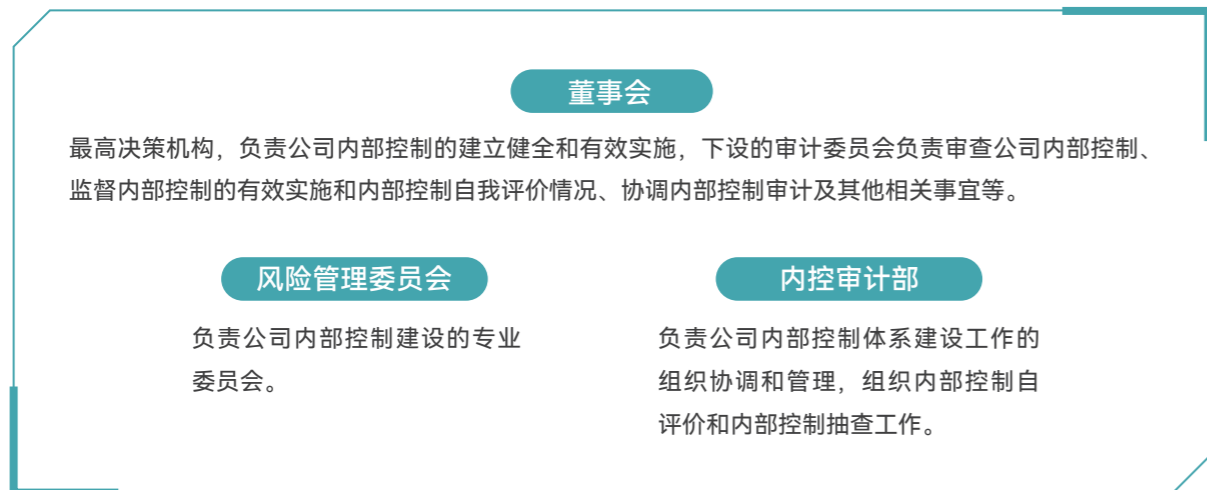 董事会
最高决策机构，负责公司内部控制的建立健全和有效实施，下设的审计委员会负责审查公司内部控制、
监督内部控制的有效实施和内部控制自我评价情况、协调内部控制审计及其他相关事宜等。
风险管理委员会
负责公司内部控制建设的专业
委员会。
内控审计部
负责公司内部控制体系建设工作的
组织协调和管理，组织内部控制自
评价和内部控制抽查工作。